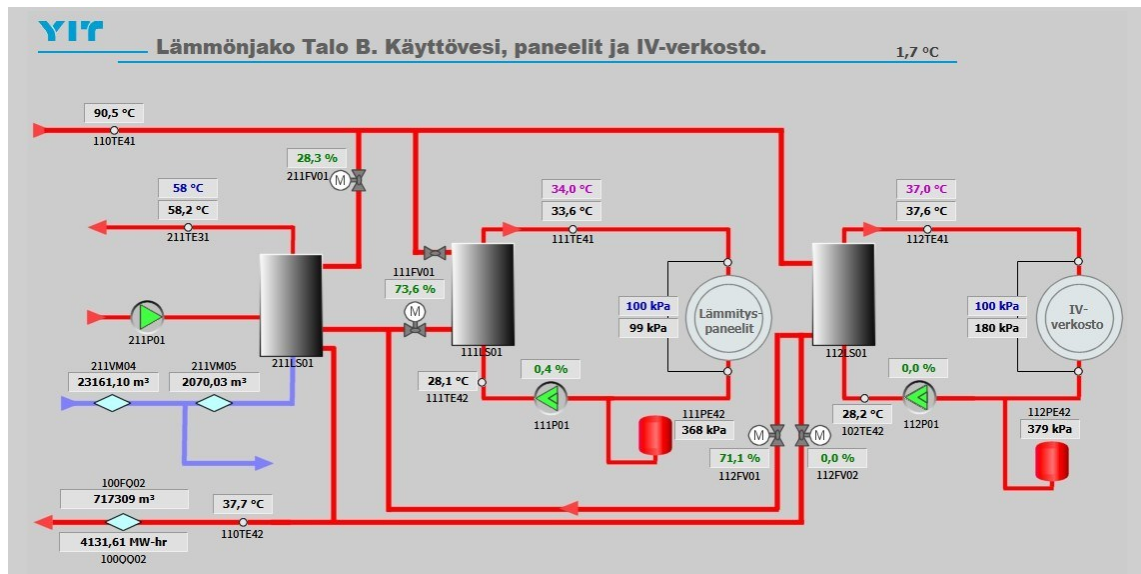 YIT
Lämmönjako Talo B. Käyttövesi, paneelit ja IV-verkosto.
1,7 °C
90,5 °C
110TE41
28,3 %
211FV01
M
58 °C
58,2 °C
211TE31
34,0 °C
33,6 °C
111TE41
37,0 °C
37,6 °C
112TE41
111FV01
73,6 %
M
211P01
211LS01
111LS01
100 kPa
99 kPa
Lämmitys-
paneelit
112LS01
100 kPa
180 kPa
IV-
verkosto
211VM04
23161,10 m³
211VM05
2070,03 m³
28,1 °C
111TE42
0,4 %
111P01
111PE42
368 kPa
28,2 °C
102TE42
0,0 %
112P01
112PE42
379 kPa
M
71,1 %
112FV01
M
0,0 %
112FV02
100FQ02
717309 m³
37,7 °C
110TE42
4131,61 MW-hr
100QQ02